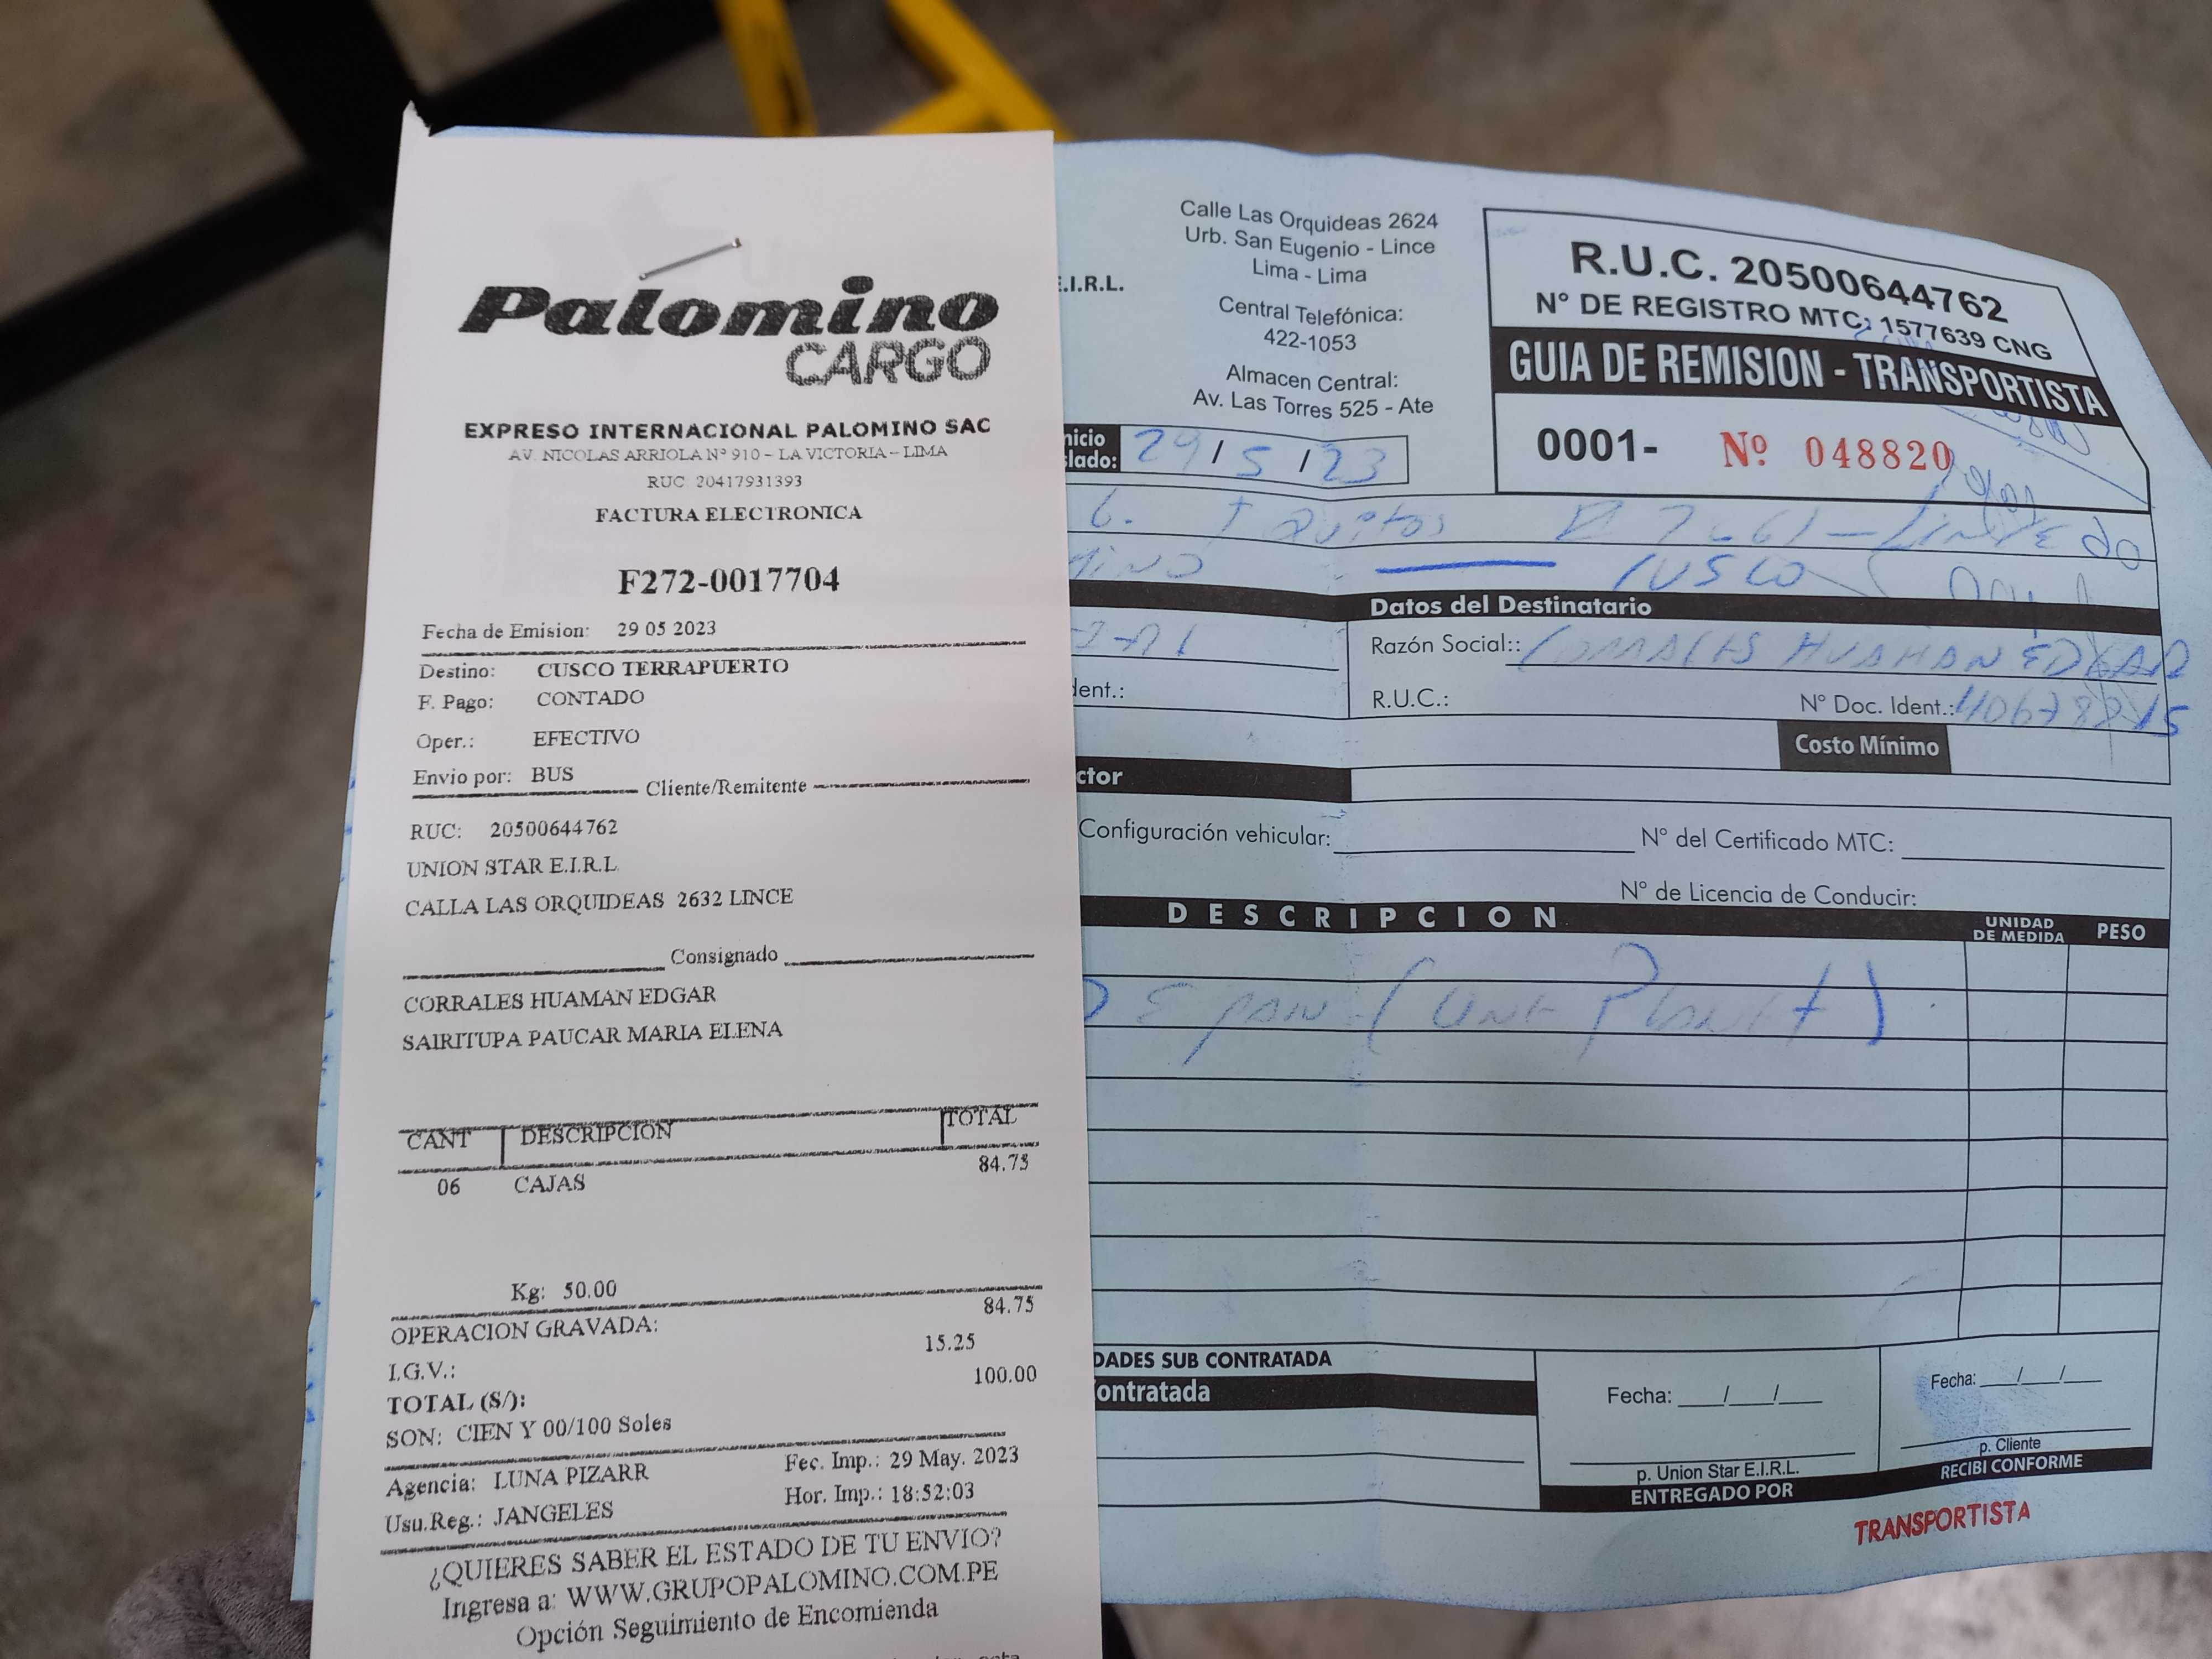 Palomino
CARGO
EXPRESO INTERNACIONAL PALOMINO SAC
AV. NICOLAS ARRIOLA Nº 910 - LA VICTORIA - LIMA
RUC 20417931393
FACTURA ELECTRONICA
F272-0017704
Fecha de Emision: 29 05 2023
Destino: CUSCO TERRAPUERTO
F. Pago: CONTADO
Oper.: EFECTIVO
Envio por: BUS
Cliente/Remitente
RUC: 20500644762
UNION STAR E.I.R.L
CALLA LAS ORQUIDEAS 2632 LINCE
Consignado
CORRALES HUAMAN EDGAR
SAIRITUPA PAUCAR MARIA ELENA
CANT DESCRIPCION TOTAL
06 CAJAS 84.75
Kg: 50.00
OPERACION GRAVADA: 84.75
I.G.V.: 15.25
TOTAL (S/): 100.00
SON: CIEN Y 00/100 Soles
Agencia: LUNA PIZARR Fec. Imp.: 29 May. 2023
Usu.Reg.: JANGELES Hor. Imp.: 18:52:03
¿QUIERES SABER EL ESTADO DE TU ENVIO?
Ingresa a: WWW.GRUPOPALOMINO.COM.PE
Opción Seguimiento de Encomienda
E.I.R.L.
Calle Las Orquideas 2624
Urb. San Eugenio - Lince
Lima - Lima
Central Telefónica:
422-1053
Almacen Central:
Av. Las Torres 525 - Ate
R.U.C. 20500644762
Nº DE REGISTRO MTC: 1577639 CNG
GUIA DE REMISION - TRANSPORTISTA
0001- Nº 048820
nicio
lado: 29 / 5 / 23
CUSCO
Datos del Destinatario
Razón Social:: CORRALES HUAMAN EDGAR
dent.: R.U.C.: Nº Doc. Ident.:
Costo Mínimo
ctor
Configuración vehicular: Nº del Certificado MTC:
Nº de Licencia de Conducir:
DESCRIPCION UNIDAD DE MEDIDA PESO
DADES SUB CONTRATADA
ontratada
Fecha: / /
p. Union Star E.I.R.L.
ENTREGADO POR
Fecha: / /
p. Cliente
RECIBI CONFORME
TRANSPORTISTA